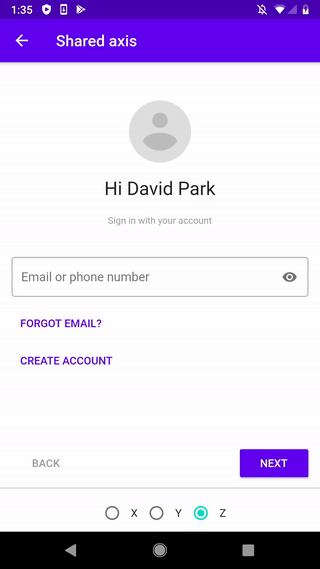 1:35
Shared axis
Hi David Park
Sign in with your account
Email or phone number
FORGOT EMAIL?
CREATE ACCOUNT
BACK
NEXT
X Y Z